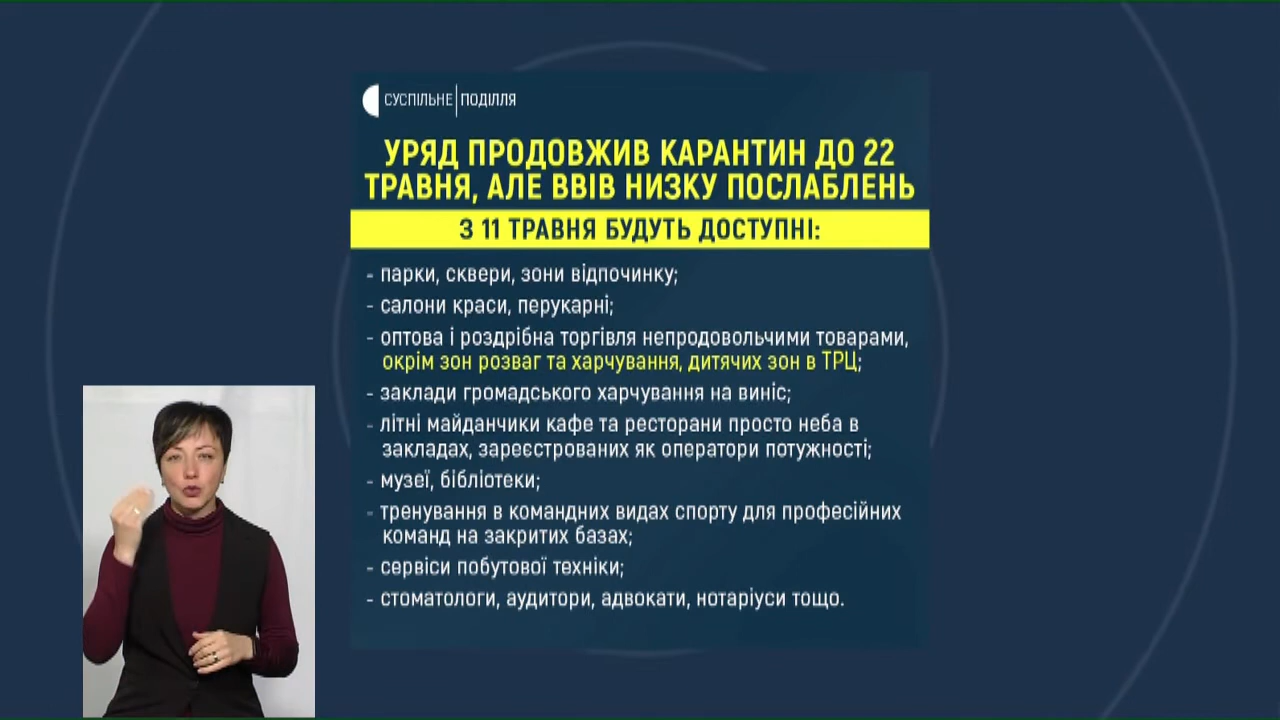 СУСПІЛЬНЕ ПОДІЛЛЯ
УРЯД ПРОДОВЖИВ КАРАНТИН ДО 22
ТРАВНЯ, АЛЕ ВВІВ НИЗКУ ПОСЛАБЛЕНЬ
З 11 ТРАВНЯ БУДУТЬ ДОСТУПНІ:
- парки, сквери, зони відпочинку;
- салони краси, перукарні;
- оптова і роздрібна торгівля непродовольчими товарами,
окрім зон розваг та харчування, дитячих зон в ТРЦ;
- заклади громадського харчування на виніс;
- літні майданчики кафе та ресторани просто неба в
закладах, зареєстрованих як оператори потужності;
- музеї, бібліотеки;
- тренування в командних видах спорту для професійних
команд на закритих базах;
- сервіси побутової техніки;
- стоматологи, аудитори, адвокати, нотаріуси тощо.